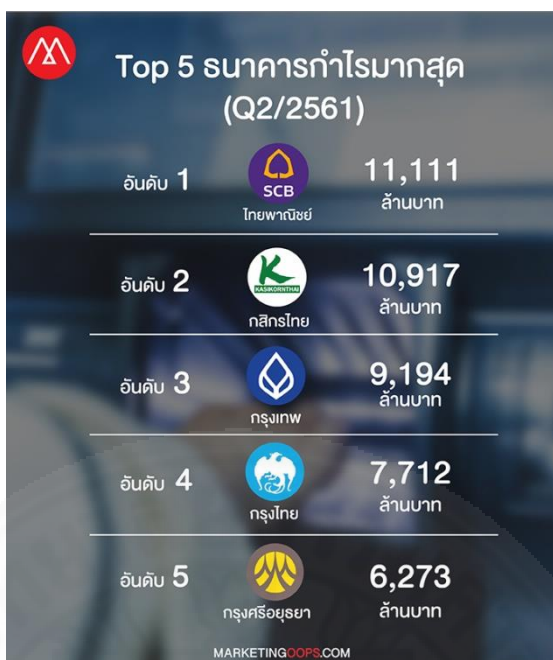 Top 5 ธนาคารกำไรมากสุด
(Q2/2561)
อันดับ 1
SCB
ไทยพาณิชย์
11,111
ล้านบาท
อันดับ 2
KASIKORNTHAI
กสิกรไทย
10,917
ล้านบาท
อันดับ 3
กรุงเทพ
9,194
ล้านบาท
อันดับ 4
กรุงไทย
7,712
ล้านบาท
อันดับ 5
กรุงศรีอยุธยา
6,273
ล้านบาท
MARKETINGOOPS.COM